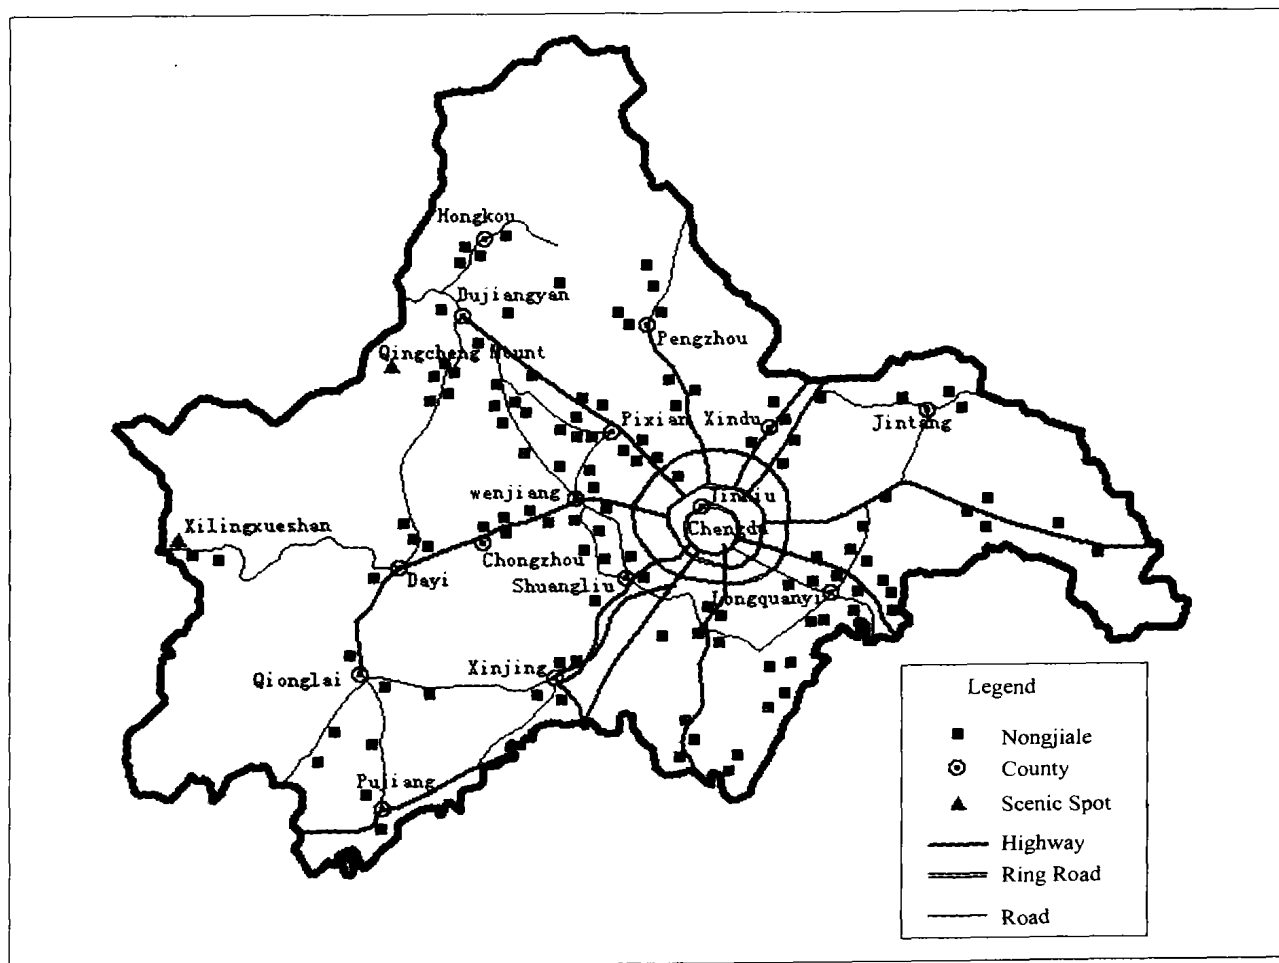 Hongkou
Dujiangyan
Qingcheng Mount
Pengzhou
Pixian
Xindu
Jintang
wenjiang
Jinniu
Chengdu
Xilingxueshan
Chongzhou
Dayi
Shuangliu
Longquanyi
Qionglai
Xinjing
Pujiang
Legend
Nongjiale
County
Scenic Spot
Highway
Ring Road
Road